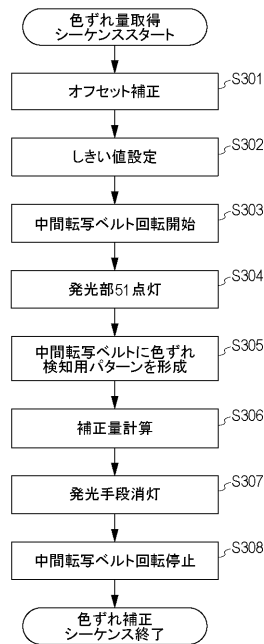 色ずれ量取得
シーケンススタート
オフセット補正
S301
しきい値設定
S302
中間転写ベルト回転開始
S303
発光部51点灯
S304
中間転写ベルトに色ずれ
検知用パターンを形成
S305
補正量計算
S306
発光手段消灯
S307
中間転写ベルト回転停止
S308
色ずれ補正
シーケンス終了